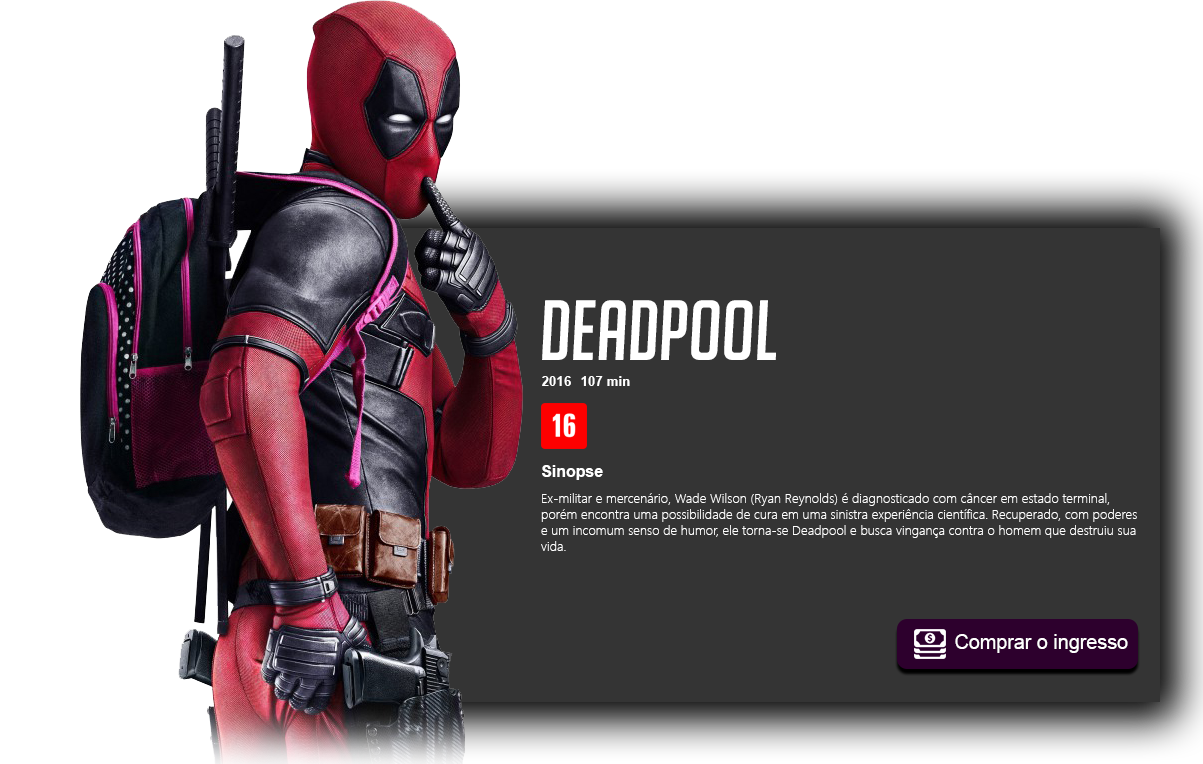 DEADPOOL
2016 107 min
16
Sinopse
Ex-militar e mercenário, Wade Wilson (Ryan Reynolds) é diagnosticado com câncer em estado terminal,
porém encontra uma possibilidade de cura em uma sinistra experiência científica. Recuperado, com poderes
e um incomum senso de humor, ele torna-se Deadpool e busca vingança contra o homem que destruiu sua
vida.
Comprar o ingresso